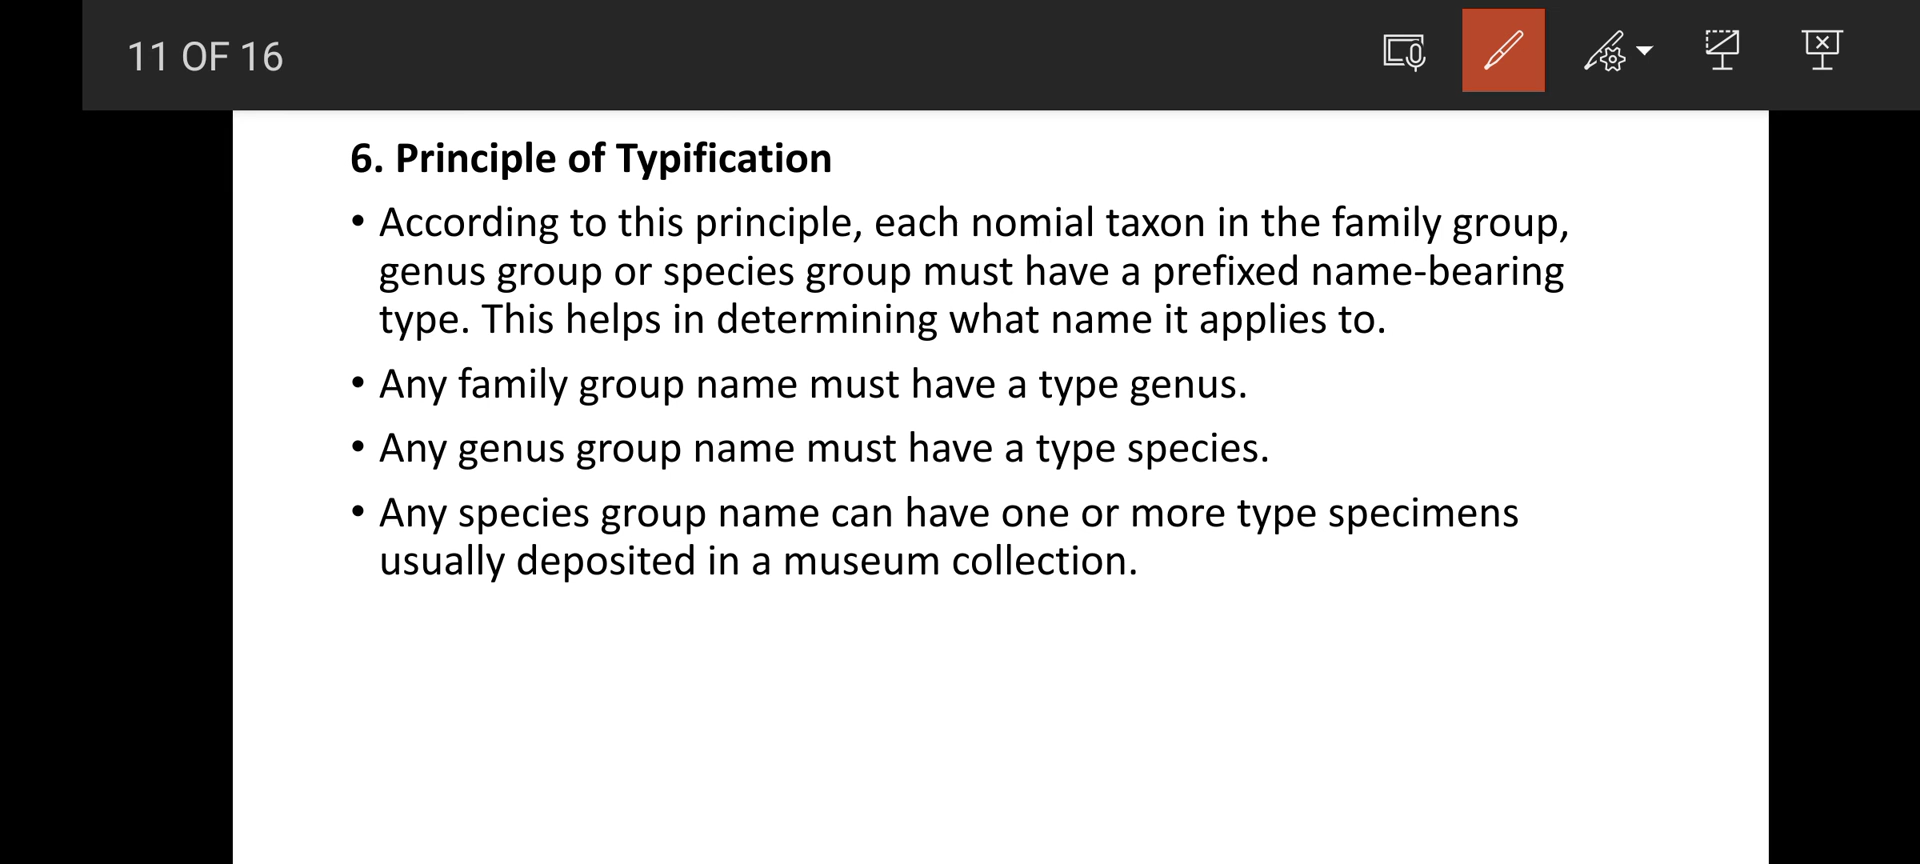 11 OF 16
6. Principle of Typification
• According to this principle, each nomial taxon in the family group,
genus group or species group must have a prefixed name-bearing
type. This helps in determining what name it applies to.
• Any family group name must have a type genus.
• Any genus group name must have a type species.
• Any species group name can have one or more type specimens
usually deposited in a museum collection.